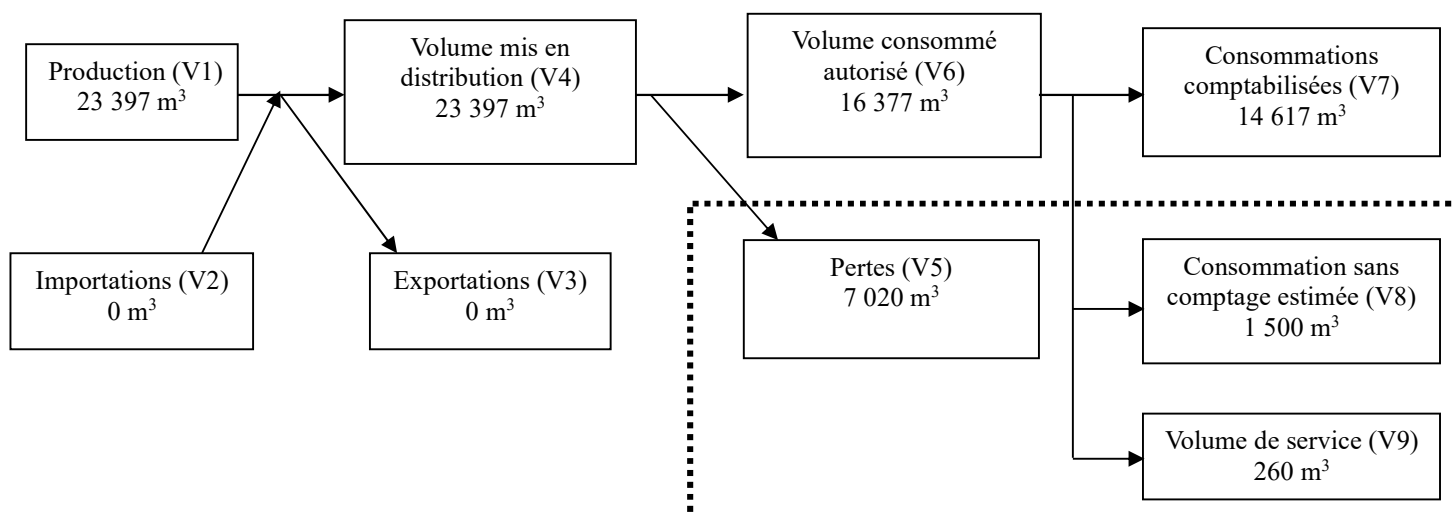 Production (V1)
23 397 m³
Volume mis en
distribution (V4)
23 397 m³
Volume consommé
autorisé (V6)
16 377 m³
Consommations
comptabilisées (V7)
14 617 m³
Importations (V2)
0 m³
Exportations (V3)
0 m³
Pertes (V5)
7 020 m³
Consommation sans
comptage estimée (V8)
1 500 m³
Volume de service (V9)
260 m³